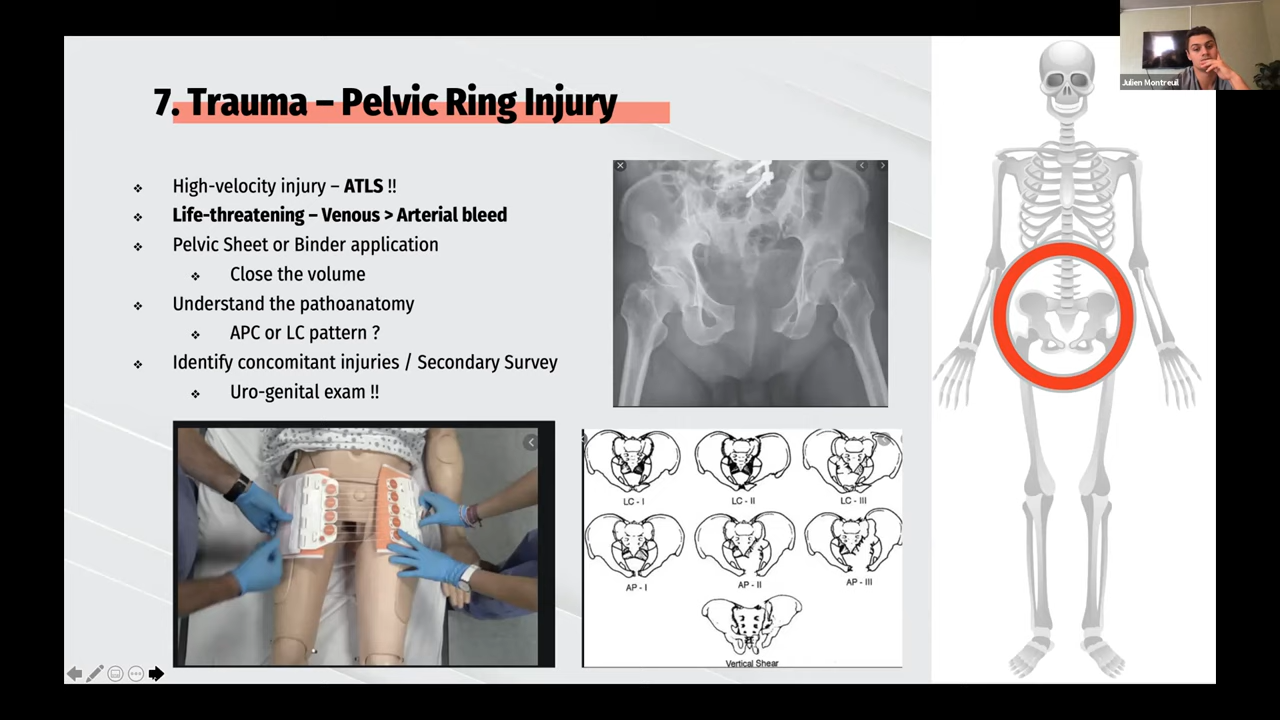 Julien Montreuil
7. Trauma – Pelvic Ring Injury
High-velocity injury – ATLS !!
Life-threatening – Venous > Arterial bleed
Pelvic Sheet or Binder application
Close the volume
Understand the pathoanatomy
APC or LC pattern ?
Identify concomitant injuries / Secondary Survey
Uro-genital exam !!
LC - I
LC - II
LC - III
AP - I
AP - II
AP - III
Vertical Shear